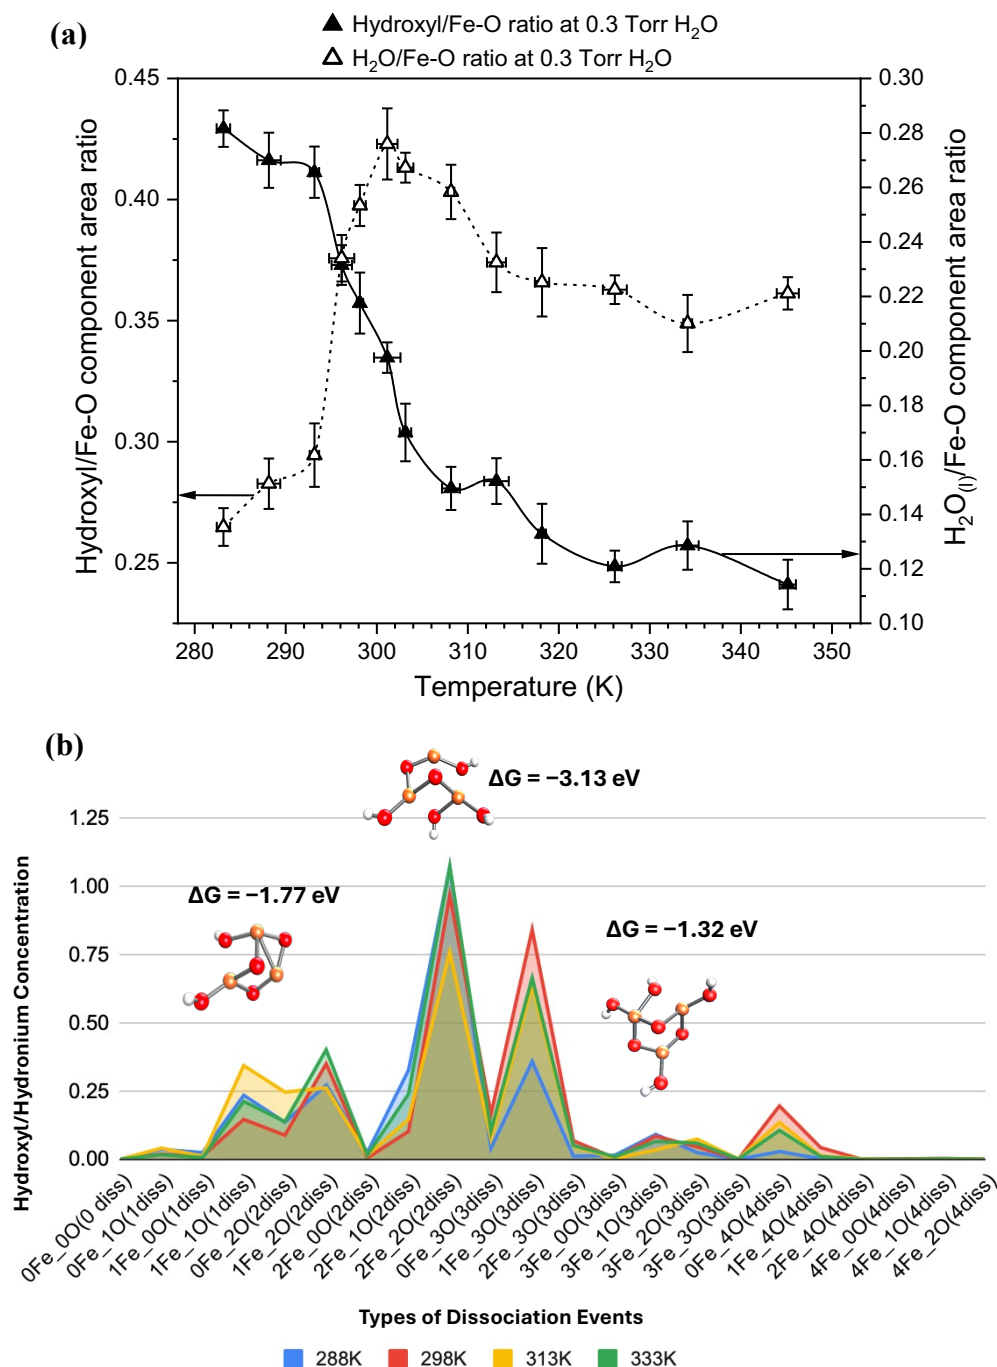 (a)
Hydroxyl/Fe-O ratio at 0.3 Torr H₂O
H₂O/Fe-O ratio at 0.3 Torr H₂O
Hydroxyl/Fe-O component area ratio
0.45
0.40
0.35
0.30
0.25
0.30
0.28
0.26
0.24
0.22
0.20
0.18
0.16
0.14
0.12
0.10
H₂O₍ₗ₎/Fe-O component area ratio
280 290 300 310 320 330 340 350
Temperature (K)
(b)
ΔG = −3.13 eV
ΔG = −1.77 eV
ΔG = −1.32 eV
Hydroxyl/Hydronium Concentration
1.25
1.00
0.75
0.50
0.25
0.00
0Fe_0O(0 diss)
0Fe_1O(1diss)
1Fe_0O(1diss)
1Fe_1O(1diss)
0Fe_2O(2diss)
1Fe_2O(2diss)
2Fe_0O(2diss)
2Fe_1O(2diss)
2Fe_2O(2diss)
0Fe_3O(3diss)
1Fe_3O(3diss)
2Fe_3O(3diss)
3Fe_0O(3diss)
3Fe_1O(3diss)
3Fe_2O(3diss)
3Fe_3O(3diss)
0Fe_4O(4diss)
1Fe_4O(4diss)
2Fe_4O(4diss)
4Fe_0O(4diss)
4Fe_1O(4diss)
4Fe_2O(4diss)
Types of Dissociation Events
288K 298K 313K 333K